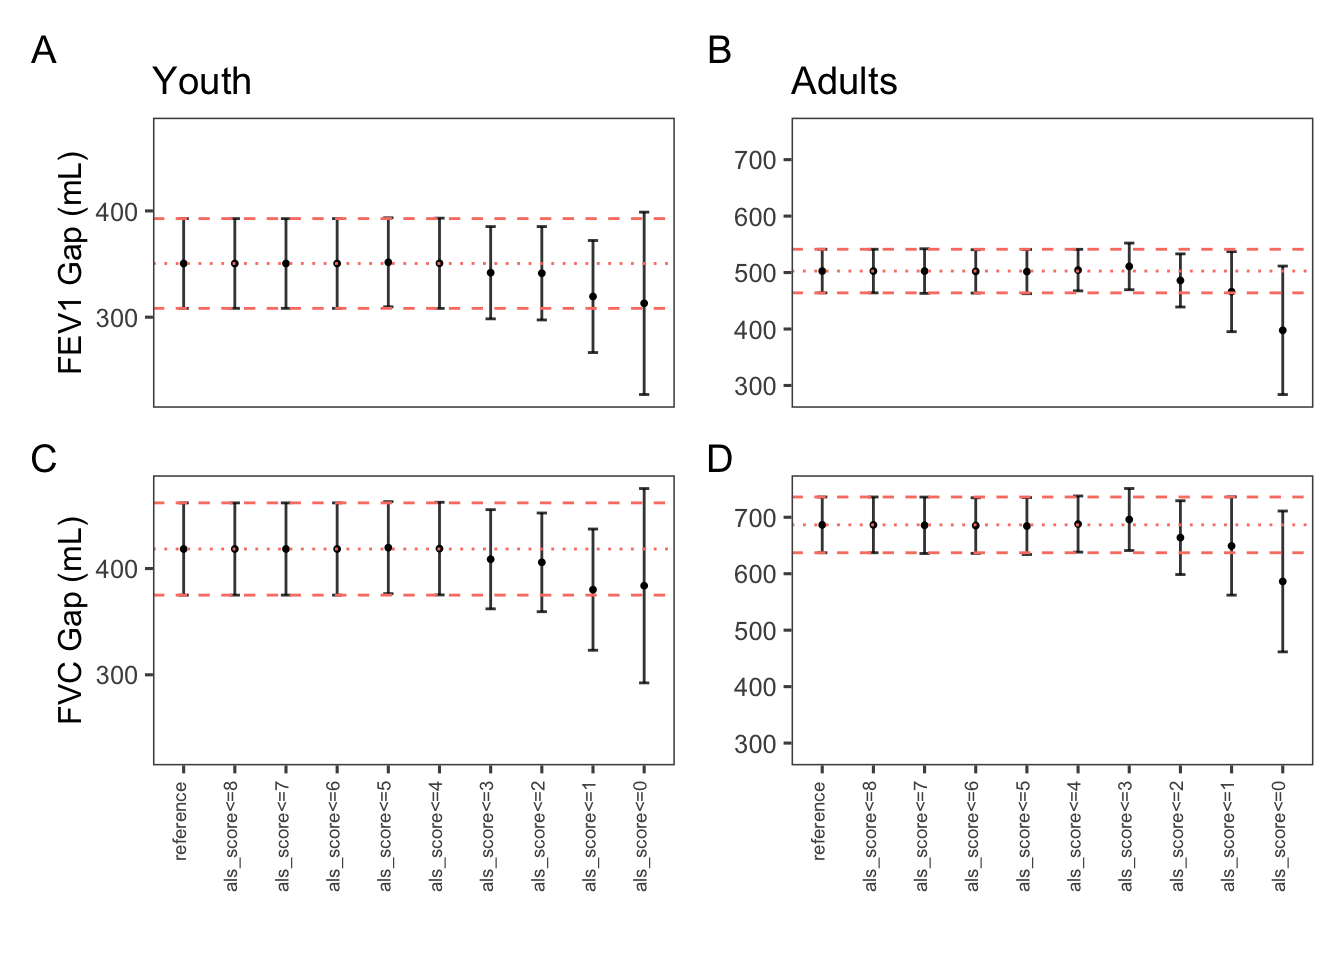 A
Youth
FEV1 Gap (mL)
400
300
B
Adults
700
600
500
400
300
C
FVC Gap (mL)
400
300
reference
als_score<=8
als_score<=7
als_score<=6
als_score<=5
als_score<=4
als_score<=3
als_score<=2
als_score<=1
als_score<=0
D
700
600
500
400
300
reference
als_score<=8
als_score<=7
als_score<=6
als_score<=5
als_score<=4
als_score<=3
als_score<=2
als_score<=1
als_score<=0